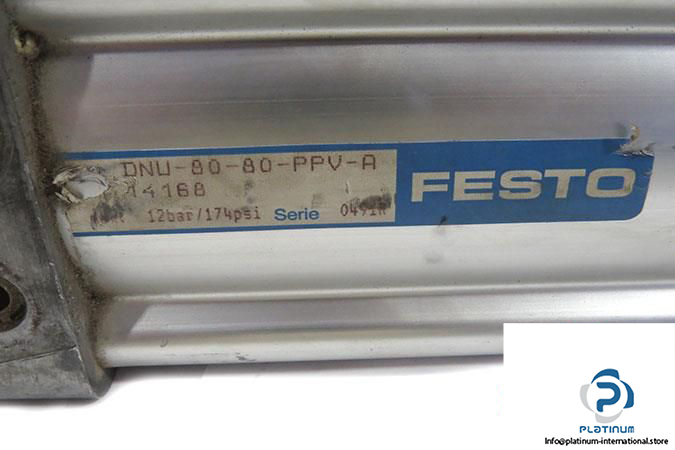 DNU-80-80-PPV-A
14168
12bar/174psi Serie
FESTO
PLATINUM
Info@platinum-international.store